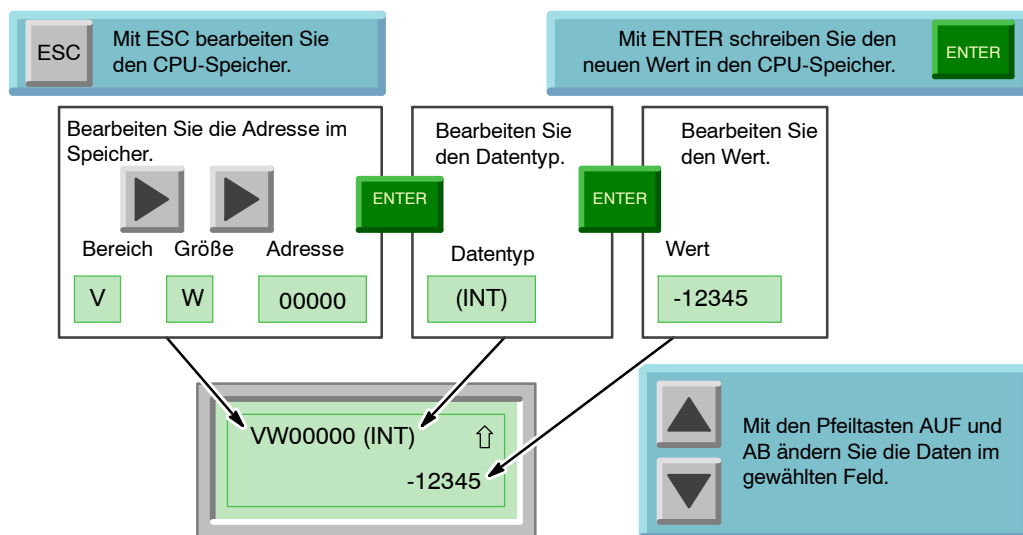 ESC
Mit ESC bearbeiten Sie
den CPU-Speicher.
Mit ENTER schreiben Sie den
neuen Wert in den CPU-Speicher.
ENTER
Bearbeiten Sie die Adresse im
Speicher.
Bereich Größe Adresse
V W 00000
ENTER
Bearbeiten Sie
den Datentyp.
Datentyp
(INT)
ENTER
Bearbeiten Sie
den Wert.
Wert
-12345
VW00000 (INT) ⇧
-12345
Mit den Pfeiltasten AUF und
AB ändern Sie die Daten im
gewählten Feld.